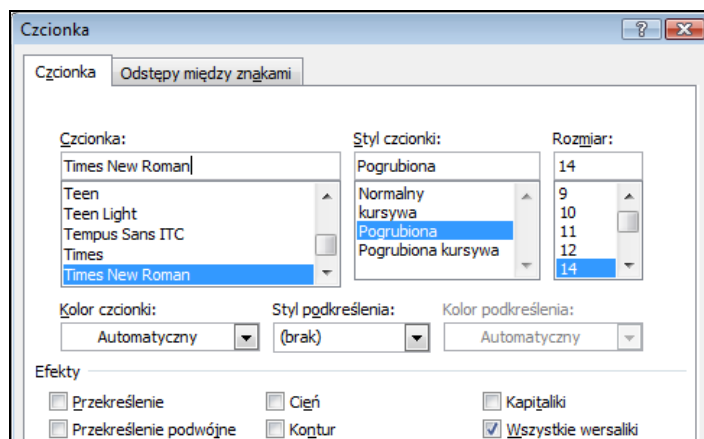 Czcionka
Czcionka Odstępy między znakami
Czcionka: Styl czcionki: Rozmiar:
Times New Roman Pogrubiona 14
Teen Normalny 9
Teen Light kursywa 10
Tempus Sans ITC Pogrubiona 11
Times Pogrubiona kursywa 12
Times New Roman 14
Kolor czcionki: Styl podkreślenia: Kolor podkreślenia:
Automatyczny (brak) Automatyczny
Efekty
Przekreślenie Cień Kapitaliki
Przekreślenie podwójne Kontur Wszystkie wersaliki